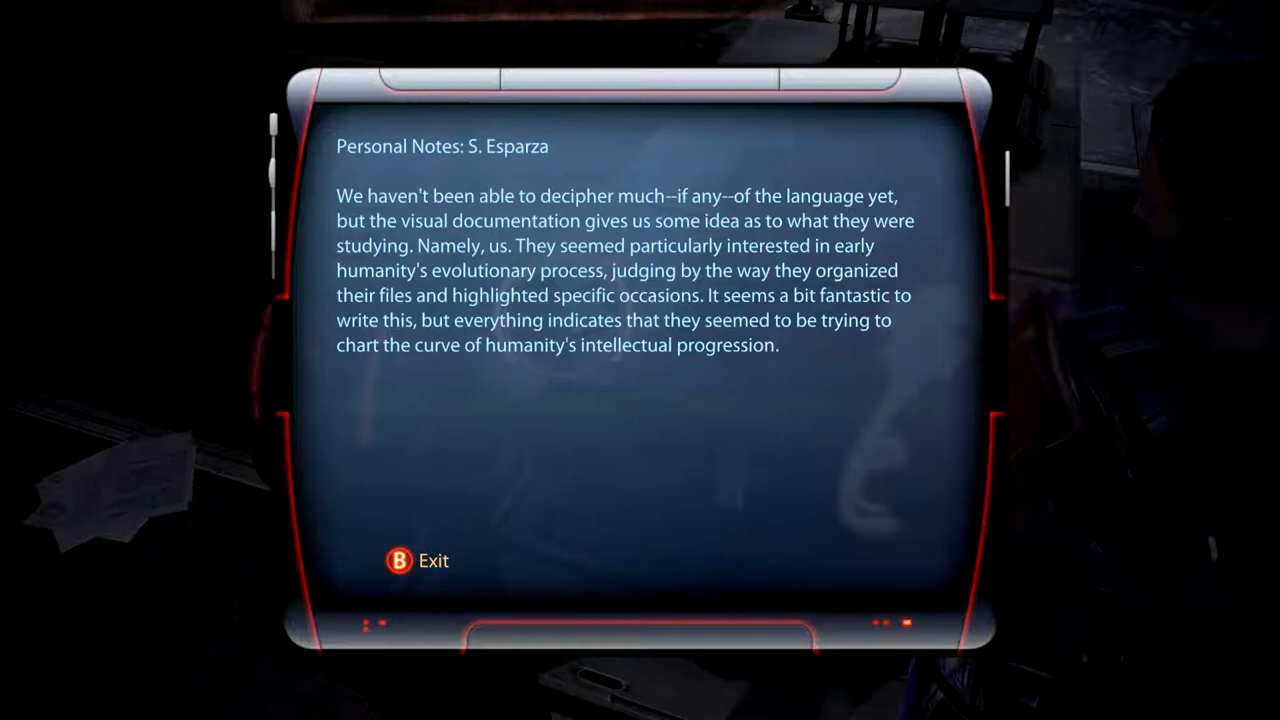 Personal Notes: S. Esparza
We haven't been able to decipher much--if any--of the language yet,
but the visual documentation gives us some idea as to what they were
studying. Namely, us. They seemed particularly interested in early
humanity's evolutionary process, judging by the way they organized
their files and highlighted specific occasions. It seems a bit fantastic to
write this, but everything indicates that they seemed to be trying to
chart the curve of humanity's intellectual progression.
B Exit